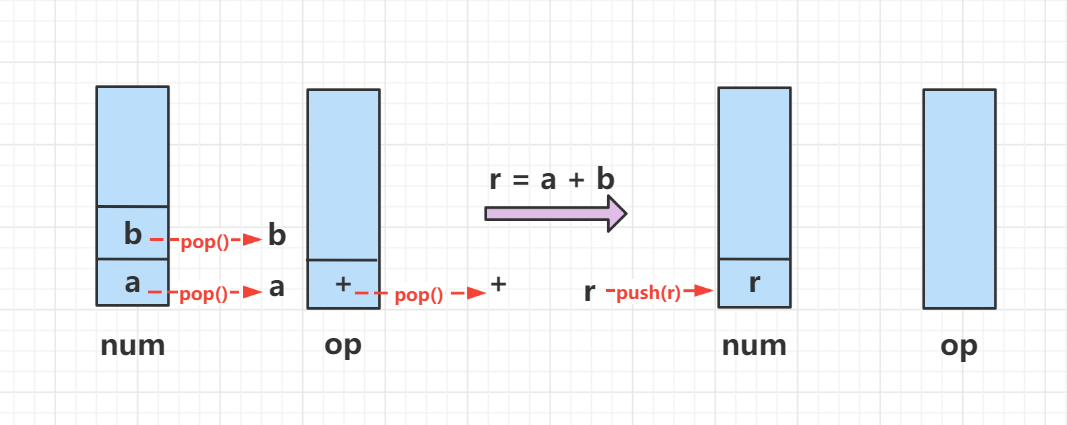 r = a + b
b pop() b
a pop() a + pop() + r push(r) r
num op num op